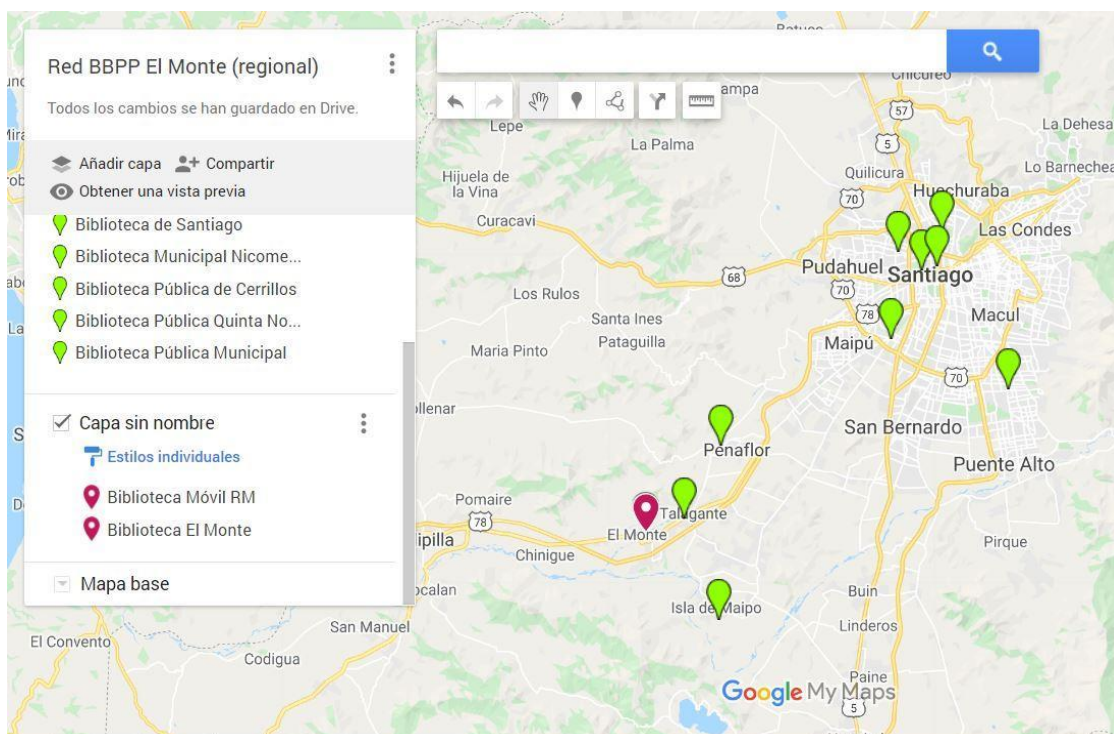 Red BBPP El Monte (regional)
Todos los cambios se han guardado en Drive.
Añadir capa
Compartir
Obtener una vista previa
Biblioteca de Santiago
Biblioteca Municipal Nicome...
Biblioteca Pública de Cerrillos
Biblioteca Pública Quinta No...
Biblioteca Pública Municipal
Capa sin nombre
Estilos individuales
Biblioteca Móvil RM
Biblioteca El Monte
Mapa base
57
La Dehesa
Lepe
La Palma
5
Lo Barnechea
Hijuela de
la Vina
Quilicura
70
Huechuraba
Curacavi
Las Condes
68
Pudahuel
Santiago
70
Los Rulos
78
Macul
Santa Ines
Pataguilla
Maria Pinto
Maipú
70
San Bernardo
Peñaflor
Puente Alto
Pomaire
78
Talagante
El Monte
Chinigue
Pirque
Buin
Isla de Maipo
Linderos
San Manuel
El Convento
Codigua
Paine
Google My Maps
5